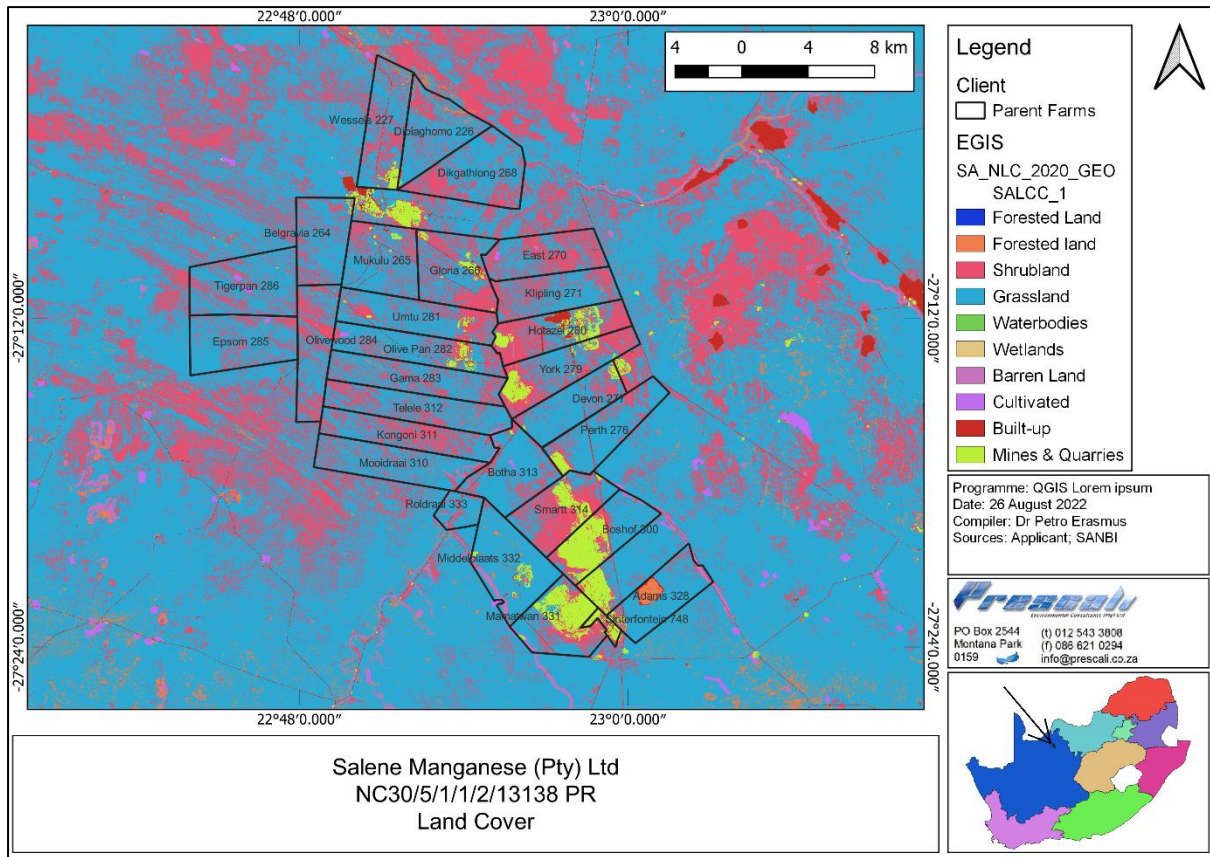 22°48'0.000″ 23°0'0.000″
4 0 4 8 km
Wessels 227
Dibiaghomo 226
Dikgathlong 268
Belgravia 264
Mukulu 265
Gloria 266
East 270
Tigerpan 286
Klipling 271
Umtu 281
Hotazel 280
Epsom 285
Olivewood 284
Olive Pan 282
York 279
Gama 283
Devon 277
Telele 312
Perth 276
Kongoni 311
Mooidraai 310
Botha 313
Roldraai 333
Smartt 314
Boshof 300
Middelplaats 332
Adams 328
Mamatwan 331
Sinterfontein 748
-27°12'0.000″
-27°24'0.000″
-27°12'0.000″
-27°24'0.000″
22°48'0.000″ 23°0'0.000″
Legend
Client
Parent Farms
EGIS
SA_NLC_2020_GEO
SALCC_1
Forested Land
Forested land
Shrubland
Grassland
Waterbodies
Wetlands
Barren Land
Cultivated
Built-up
Mines & Quarries
Programme: QGIS Lorem ipsum
Date: 26 August 2022
Compiler: Dr Petro Erasmus
Sources: Applicant; SANBI
Prescali
Environmental Consultants (Pty) Ltd
PO Box 2544 (t) 012 543 3808
Montana Park (f) 086 621 0294
0159 info@prescali.co.za
Salene Manganese (Pty) Ltd
NC30/5/1/1/2/13138 PR
Land Cover